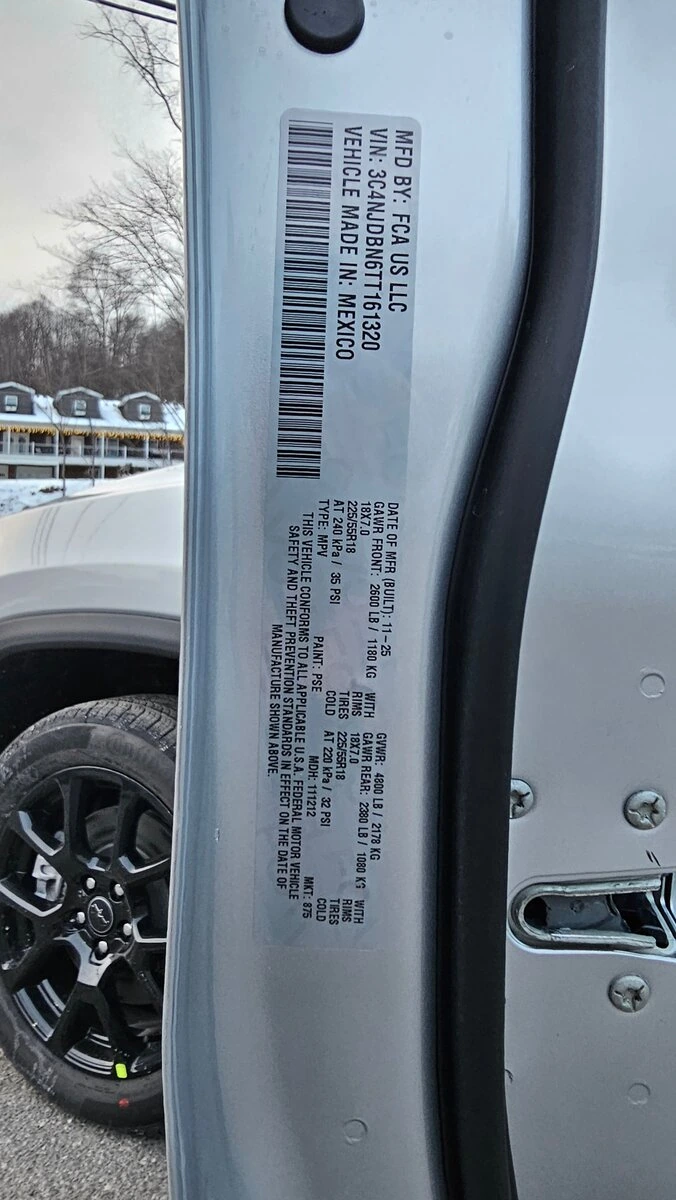 MFD BY: FCA US LLC
VIN: 3C4NJDBN6TT161320
VEHICLE MADE IN: MEXICO
DATE OF MFR (BUILT): 11-25 GVWR: 4800 LB / 2178 KG
GAWR FRONT: 2600 LB / 1180 KG WITH GAWR REAR: 2380 LB / 1080 KG WITH
18X7.0 RIMS 18X7.0 RIMS
225/55R18 TIRES 225/55R18 TIRES
AT 240 kPa / 35 PSI COLD AT 220 kPa / 32 PSI COLD
TYPE: MPV PAINT: PSE MDH: 111212 MKT: 875
THIS VEHICLE CONFORMS TO ALL APPLICABLE U.S.A. FEDERAL MOTOR VEHICLE
SAFETY AND THEFT PREVENTION STANDARDS IN EFFECT ON THE DATE OF
MANUFACTURE SHOWN ABOVE.